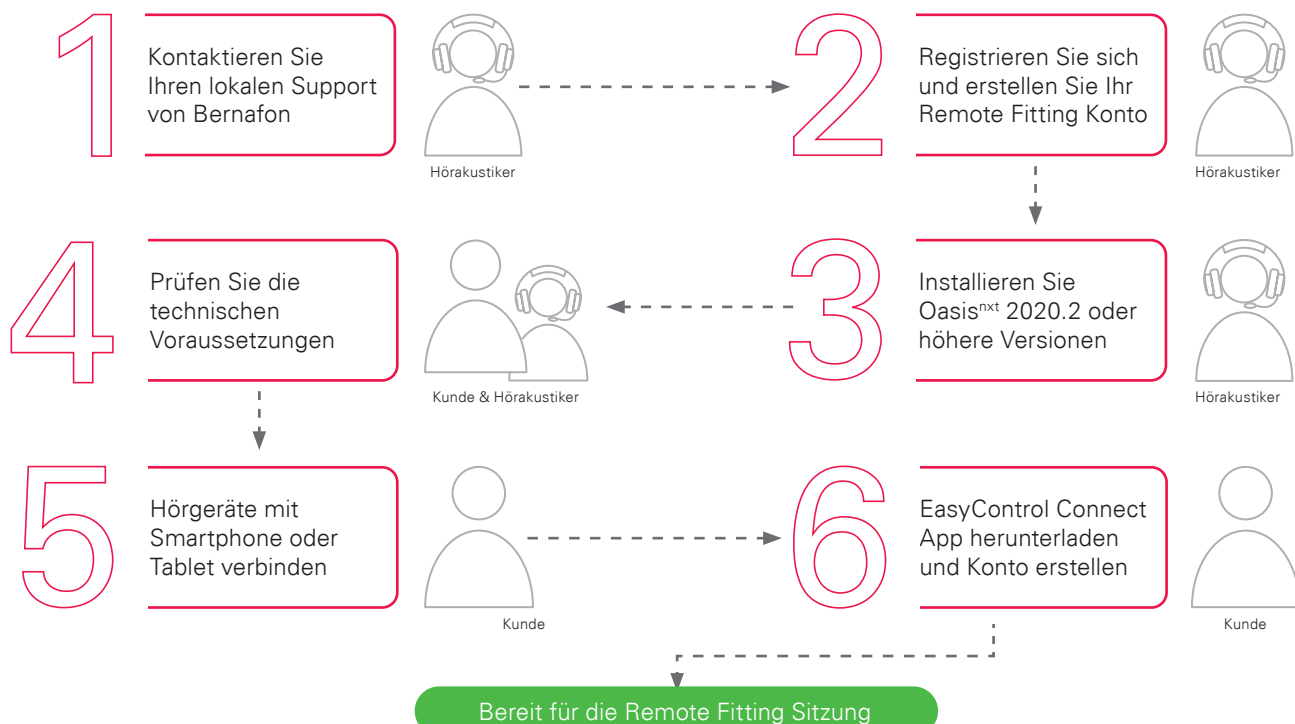 1
Kontaktieren Sie
Ihren lokalen Support
von Bernafon
Hörakustiker
2
Registrieren Sie sich
und erstellen Sie Ihr
Remote Fitting Konto
Hörakustiker
3
Installieren Sie
Oasisⁿˣᵗ 2020.2 oder
höhere Versionen
Hörakustiker
4
Prüfen Sie die
technischen
Voraussetzungen
Kunde & Hörakustiker
5
Hörgeräte mit
Smartphone oder
Tablet verbinden
Kunde
6
EasyControl Connect
App herunterladen
und Konto erstellen
Kunde
Bereit für die Remote Fitting Sitzung